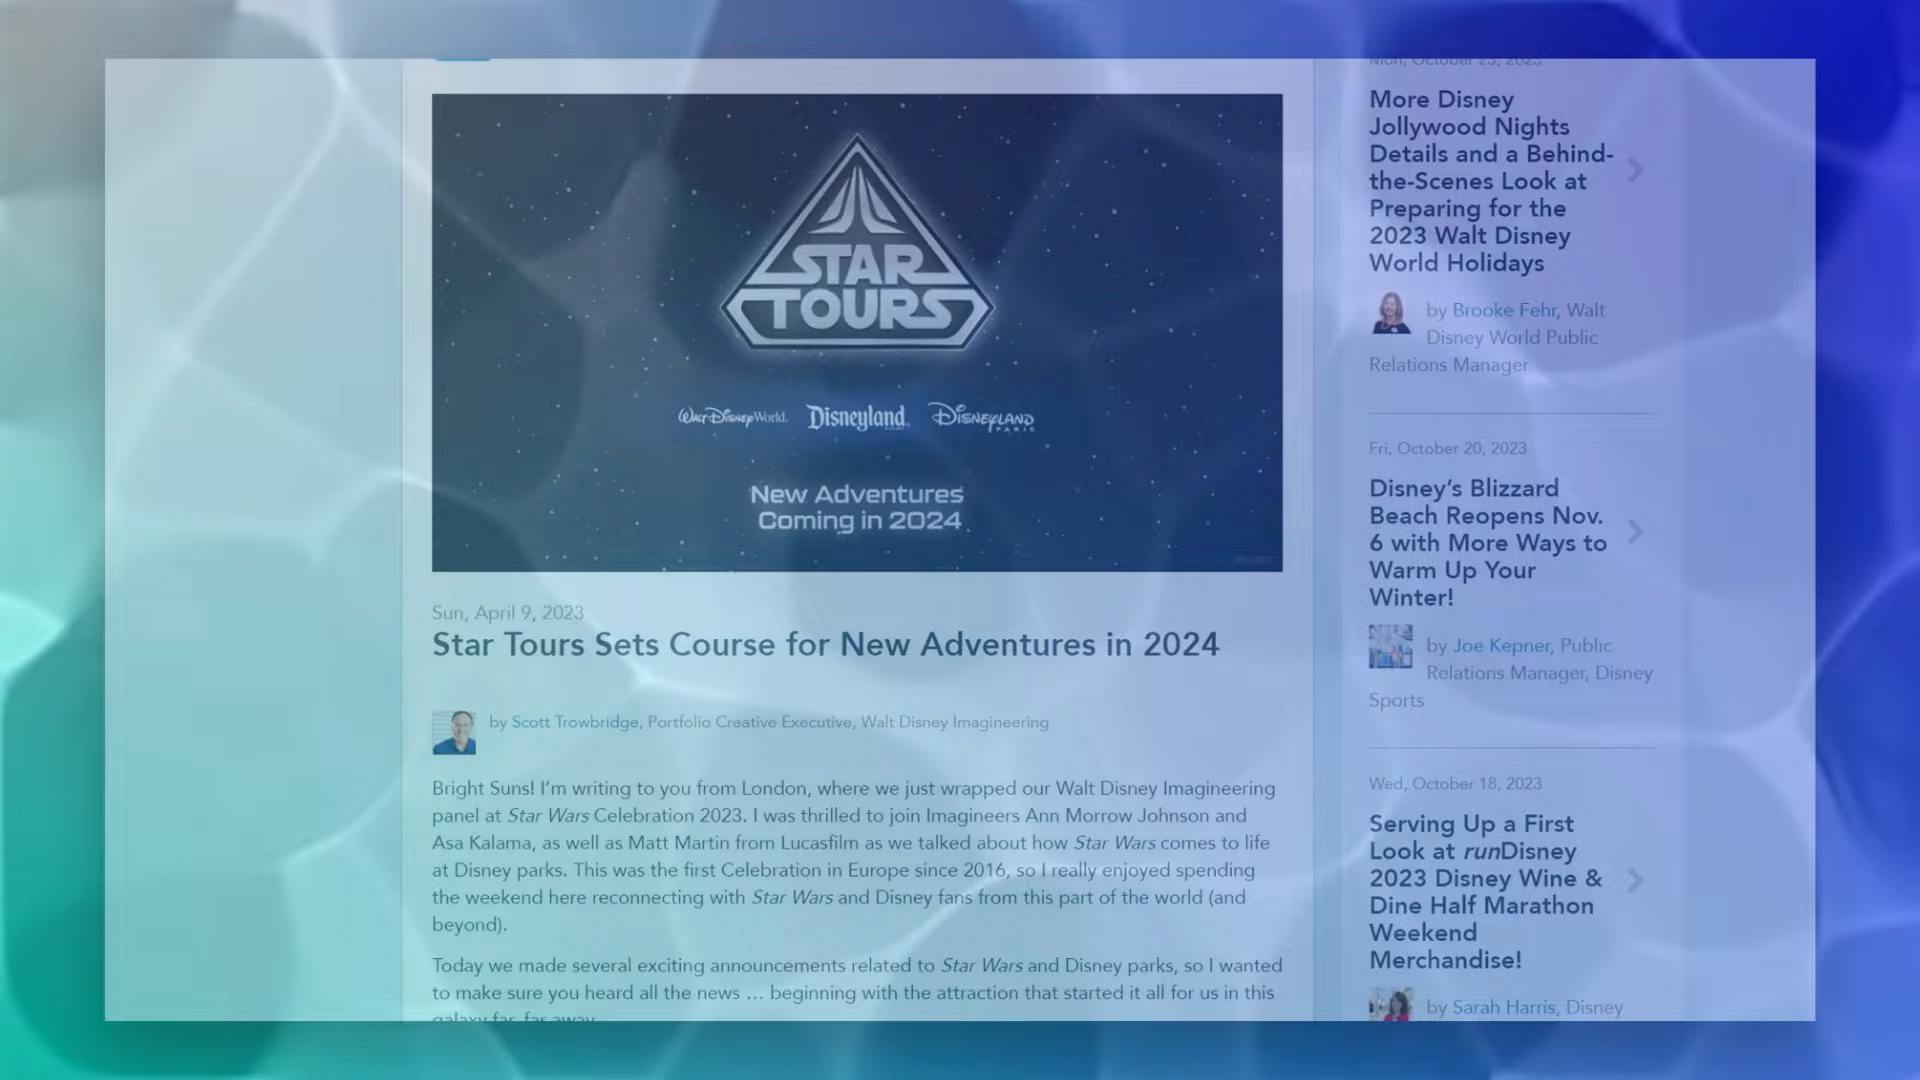 STAR
TOURS
Walt Disney World
Disneyland
Disneyland
PARIS
New Adventures
Coming in 2024
Sun, April 9, 2023
Star Tours Sets Course for New Adventures in 2024
by Scott Trowbridge, Portfolio Creative Executive, Walt Disney Imagineering
Bright Suns! I’m writing to you from London, where we just wrapped our Walt Disney Imagineering
panel at Star Wars Celebration 2023. I was thrilled to join Imagineers Ann Morrow Johnson and
Asa Kalama, as well as Matt Martin from Lucasfilm as we talked about how Star Wars comes to life
at Disney parks. This was the first Celebration in Europe since 2016, so I really enjoyed spending
the weekend here reconnecting with Star Wars and Disney fans from this part of the world (and
beyond).
Today we made several exciting announcements related to Star Wars and Disney parks, so I wanted
to make sure you heard all the news … beginning with the attraction that started it all for us in this
galaxy far, far away
Mon, October 23, 2023
More Disney
Jollywood Nights
Details and a Behind-
the-Scenes Look at
Preparing for the
2023 Walt Disney
World Holidays
by Brooke Fehr, Walt
Disney World Public
Relations Manager
Fri, October 20, 2023
Disney’s Blizzard
Beach Reopens Nov.
6 with More Ways to
Warm Up Your
Winter!
by Joe Kepner, Public
Relations Manager, Disney
Sports
Wed, October 18, 2023
Serving Up a First
Look at runDisney
2023 Disney Wine &
Dine Half Marathon
Weekend
Merchandise!
by Sarah Harris, Disney